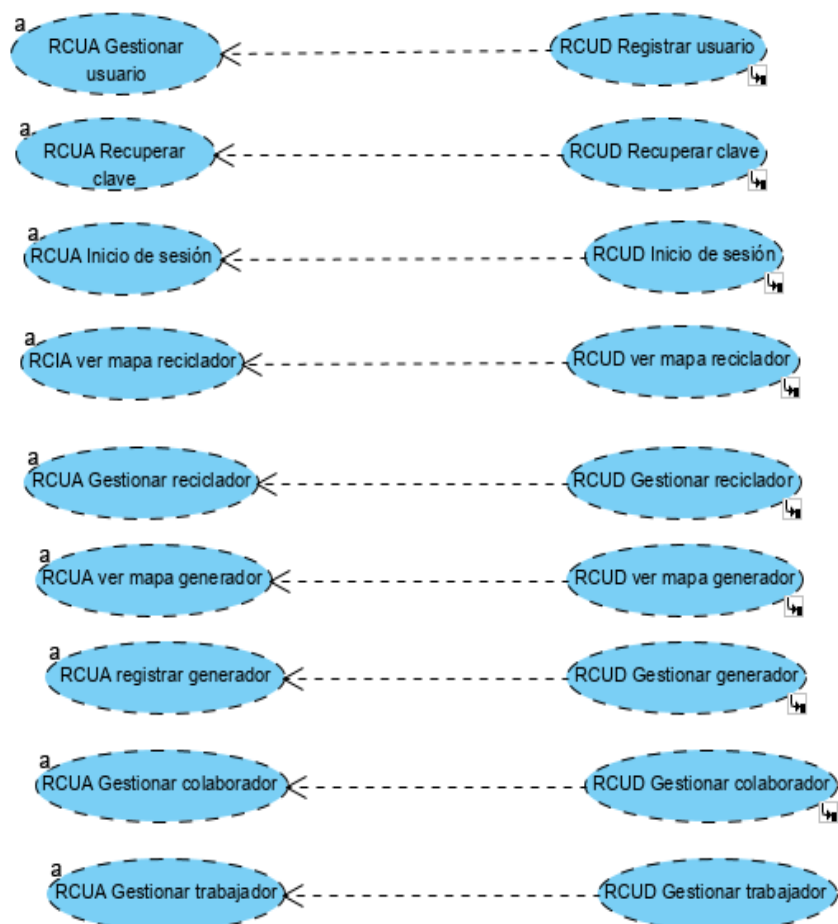 a
RCUA Gestionar
usuario
RCUD Registrar usuario
a
RCUA Recuperar
clave
RCUD Recuperar clave
a
RCUA Inicio de sesión
RCUD Inicio de sesión
a
RCIA ver mapa reciclador
RCUD ver mapa reciclador
a
RCUA Gestionar reciclador
RCUD Gestionar reciclador
a
RCUA ver mapa generador
RCUD ver mapa generador
a
RCUA registrar generador
RCUD Gestionar generador
a
RCUA Gestionar colaborador
RCUD Gestionar colaborador
a
RCUA Gestionar trabajador
RCUD Gestionar trabajador